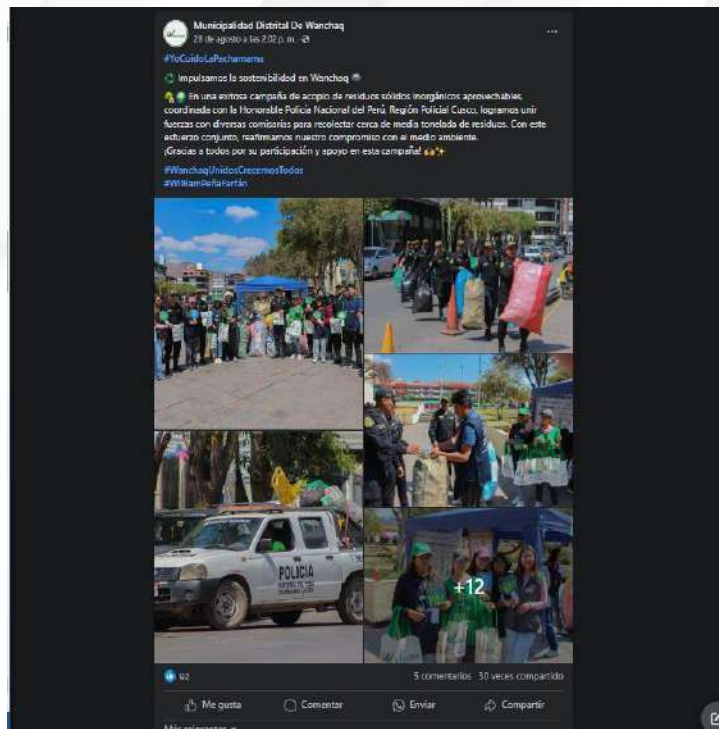 Municipalidad Distrital De Wanchaq
28 de agosto a las 2:02 p. m.
#YoCuidoLaPachamama
Impulsamos la sostenibilidad en Wanchaq
En una exitosa campaña de acopio de residuos sólidos inorgánicos aprovechables,
coordinada con la Honorable Policía Nacional del Perú, Región Policial Cusco, logramos unir
fuerzas con diversas comisarías para recolectar cerca de media tonelada de residuos. Con este
esfuerzo conjunto, reafirmamos nuestro compromiso con el medio ambiente.
¡Gracias a todos por su participación y apoyo en esta campaña!
#WanchaqUnidosCrecemosTodos
#WilliamPeñaFarfán
POLICIA
+12
92
5 comentarios 30 veces compartido
Me gusta Comentar Enviar Compartir